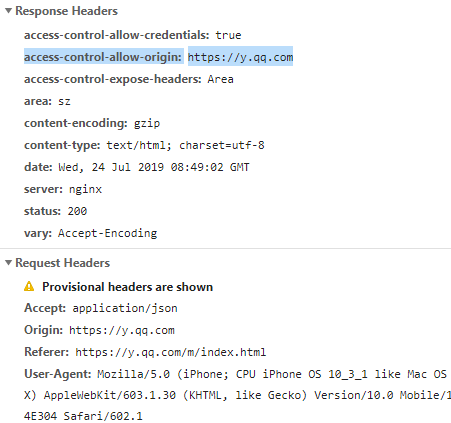 Response Headers
access-control-allow-credentials: true
access-control-allow-origin: https://y.qq.com
access-control-expose-headers: Area
area: sz
content-encoding: gzip
content-type: text/html; charset=utf-8
date: Wed, 24 Jul 2019 08:49:02 GMT
server: nginx
status: 200
vary: Accept-Encoding
Request Headers
Provisional headers are shown
Accept: application/json
Origin: https://y.qq.com
Referer: https://y.qq.com/m/index.html
User-Agent: Mozilla/5.0 (iPhone; CPU iPhone OS 10_3_1 like Mac OS
X) AppleWebKit/603.1.30 (KHTML, like Gecko) Version/10.0 Mobile/1
4E304 Safari/602.1